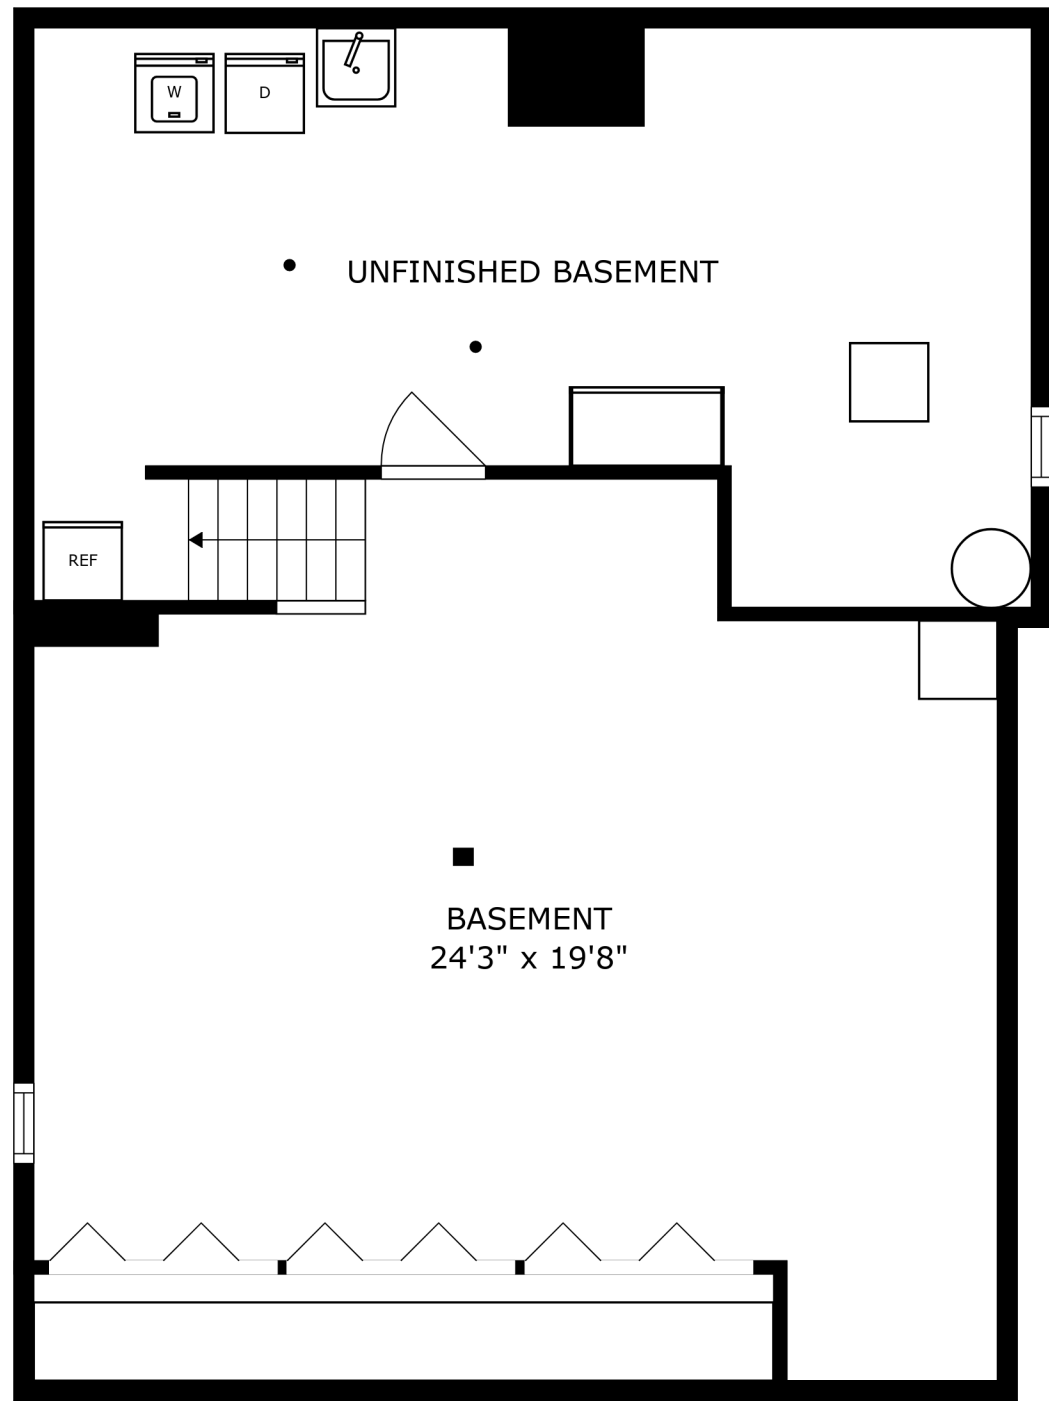 W
D
UNFINISHED BASEMENT
REF
BASEMENT
24'3" x 19'8"